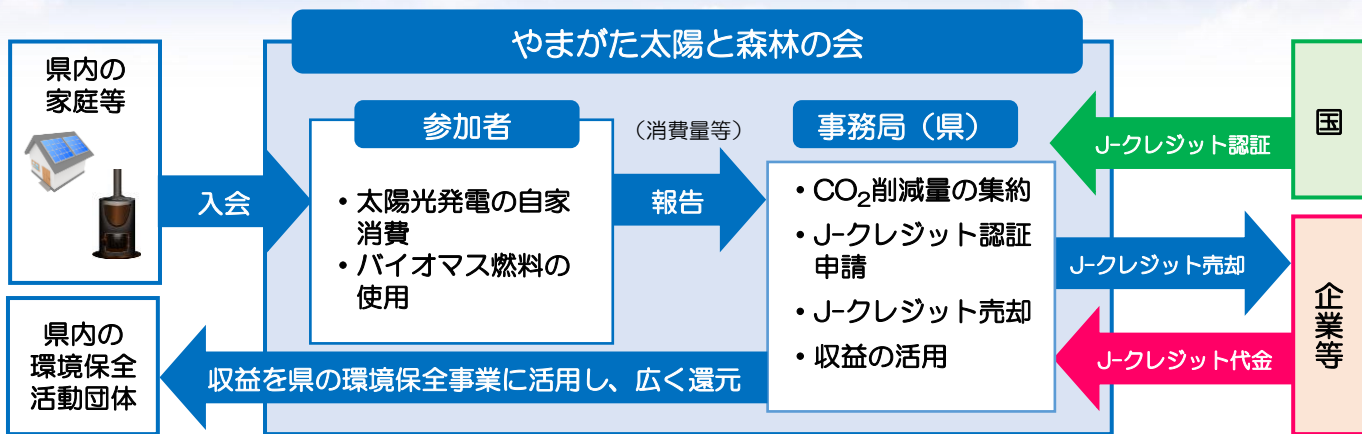 やまがた太陽と森林の会
県内の
家庭等
入会
参加者
・太陽光発電の自家
消費
・バイオマス燃料の
使用
（消費量等）
報告
事務局（県）
・CO₂削減量の集約
・J-クレジット認証
申請
・J-クレジット売却
・収益の活用
J-クレジット認証
国
J-クレジット売却
J-クレジット代金
企業等
収益を県の環境保全事業に活用し、広く還元
県内の
環境保全
活動団体